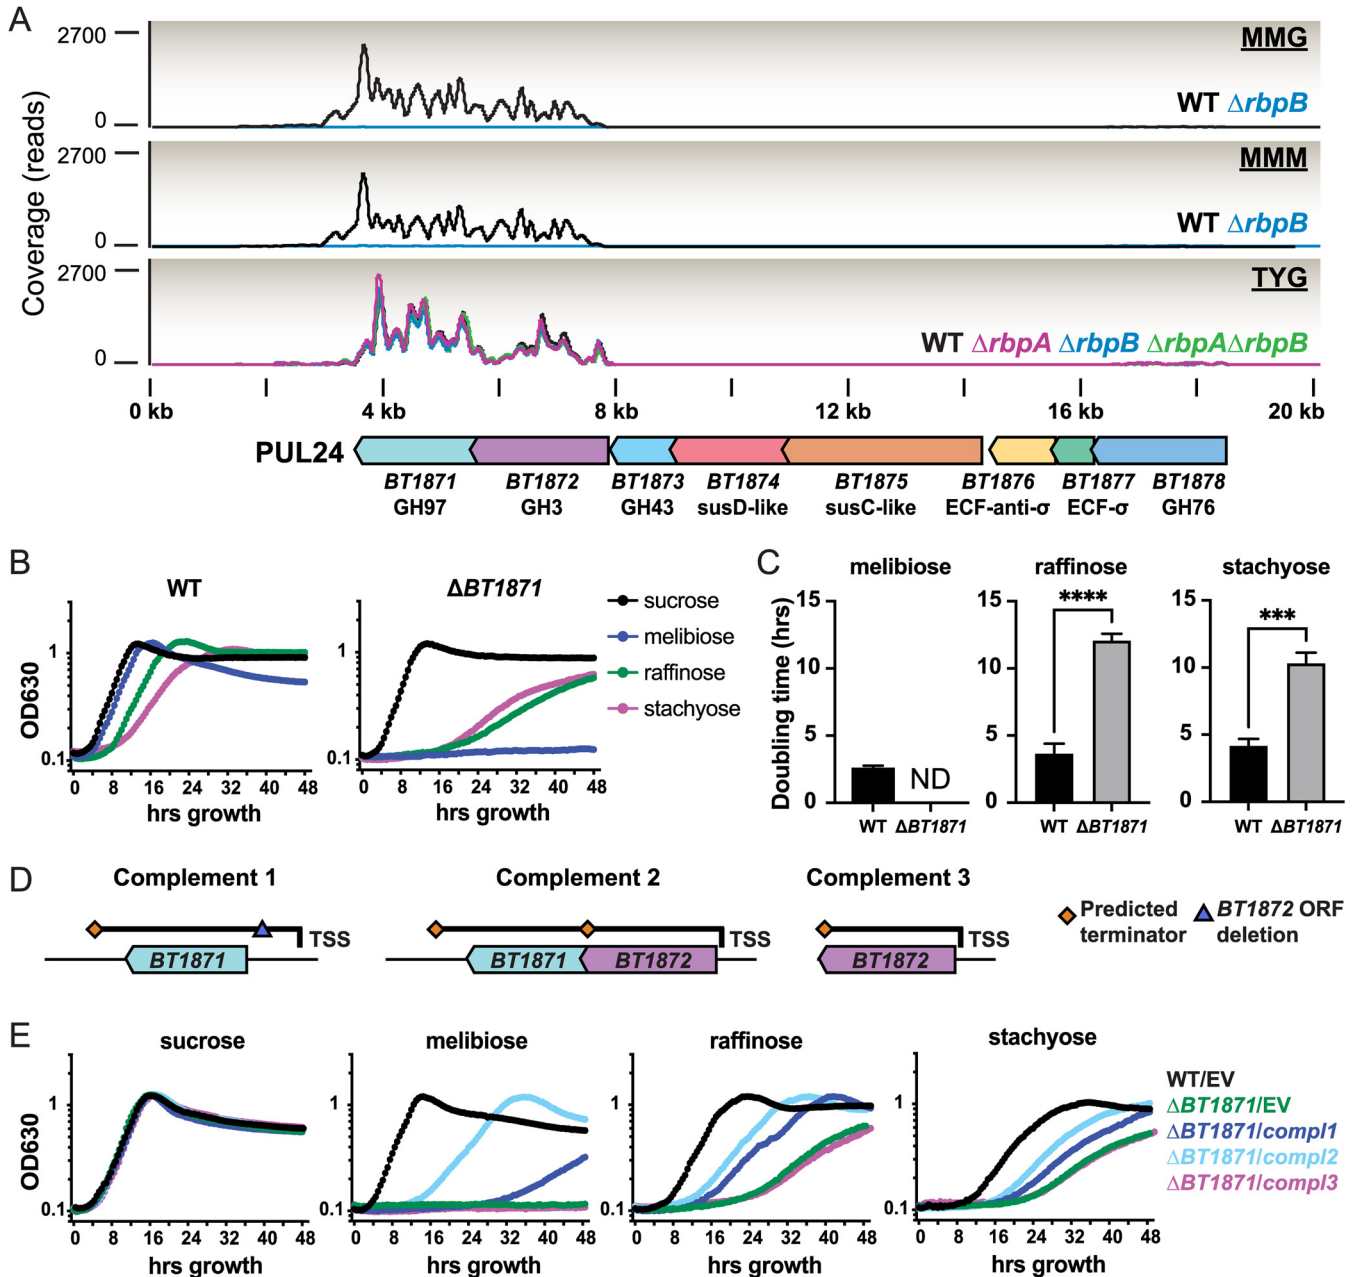 A
Coverage (reads)
2700
0
MMG
WT ΔrbpB
2700
0
MMM
WT ΔrbpB
2700
0
TYG
WT ΔrbpA ΔrbpB ΔrbpAΔrbpB
0 kb 4 kb 8 kb 12 kb 16 kb 20 kb
PUL24
BT1871 BT1872 BT1873 BT1874 BT1875 BT1876 BT1877 BT1878
GH97 GH3 GH43 susD-like susC-like ECF-anti-σ ECF-σ GH76
B
WT
ΔBT1871
OD630
1
0.1
0 8 16 24 32 40 48
hrs growth
1
0.1
0 8 16 24 32 40 48
hrs growth
sucrose
melibiose
raffinose
stachyose
C
melibiose raffinose stachyose
Doubling time (hrs)
15
10
5
0
ND
WT ΔBT1871
15
10
5
0
****
WT ΔBT1871
15
10
5
0
***
WT ΔBT1871
D
Complement 1 Complement 2 Complement 3
TSS
BT1871
TSS
BT1871 BT1872
TSS
BT1872
Predicted
terminator
BT1872 ORF
deletion
E
sucrose
OD630
1
0.1
0 8 16 24 32 40 48
hrs growth
melibiose
1
0.1
0 8 16 24 32 40 48
hrs growth
raffinose
1
0.1
0 8 16 24 32 40 48
hrs growth
stachyose
1
0.1
0 8 16 24 32 40 48
hrs growth
WT/EV
ΔBT1871/EV
ΔBT1871/compl1
ΔBT1871/compl2
ΔBT1871/compl3